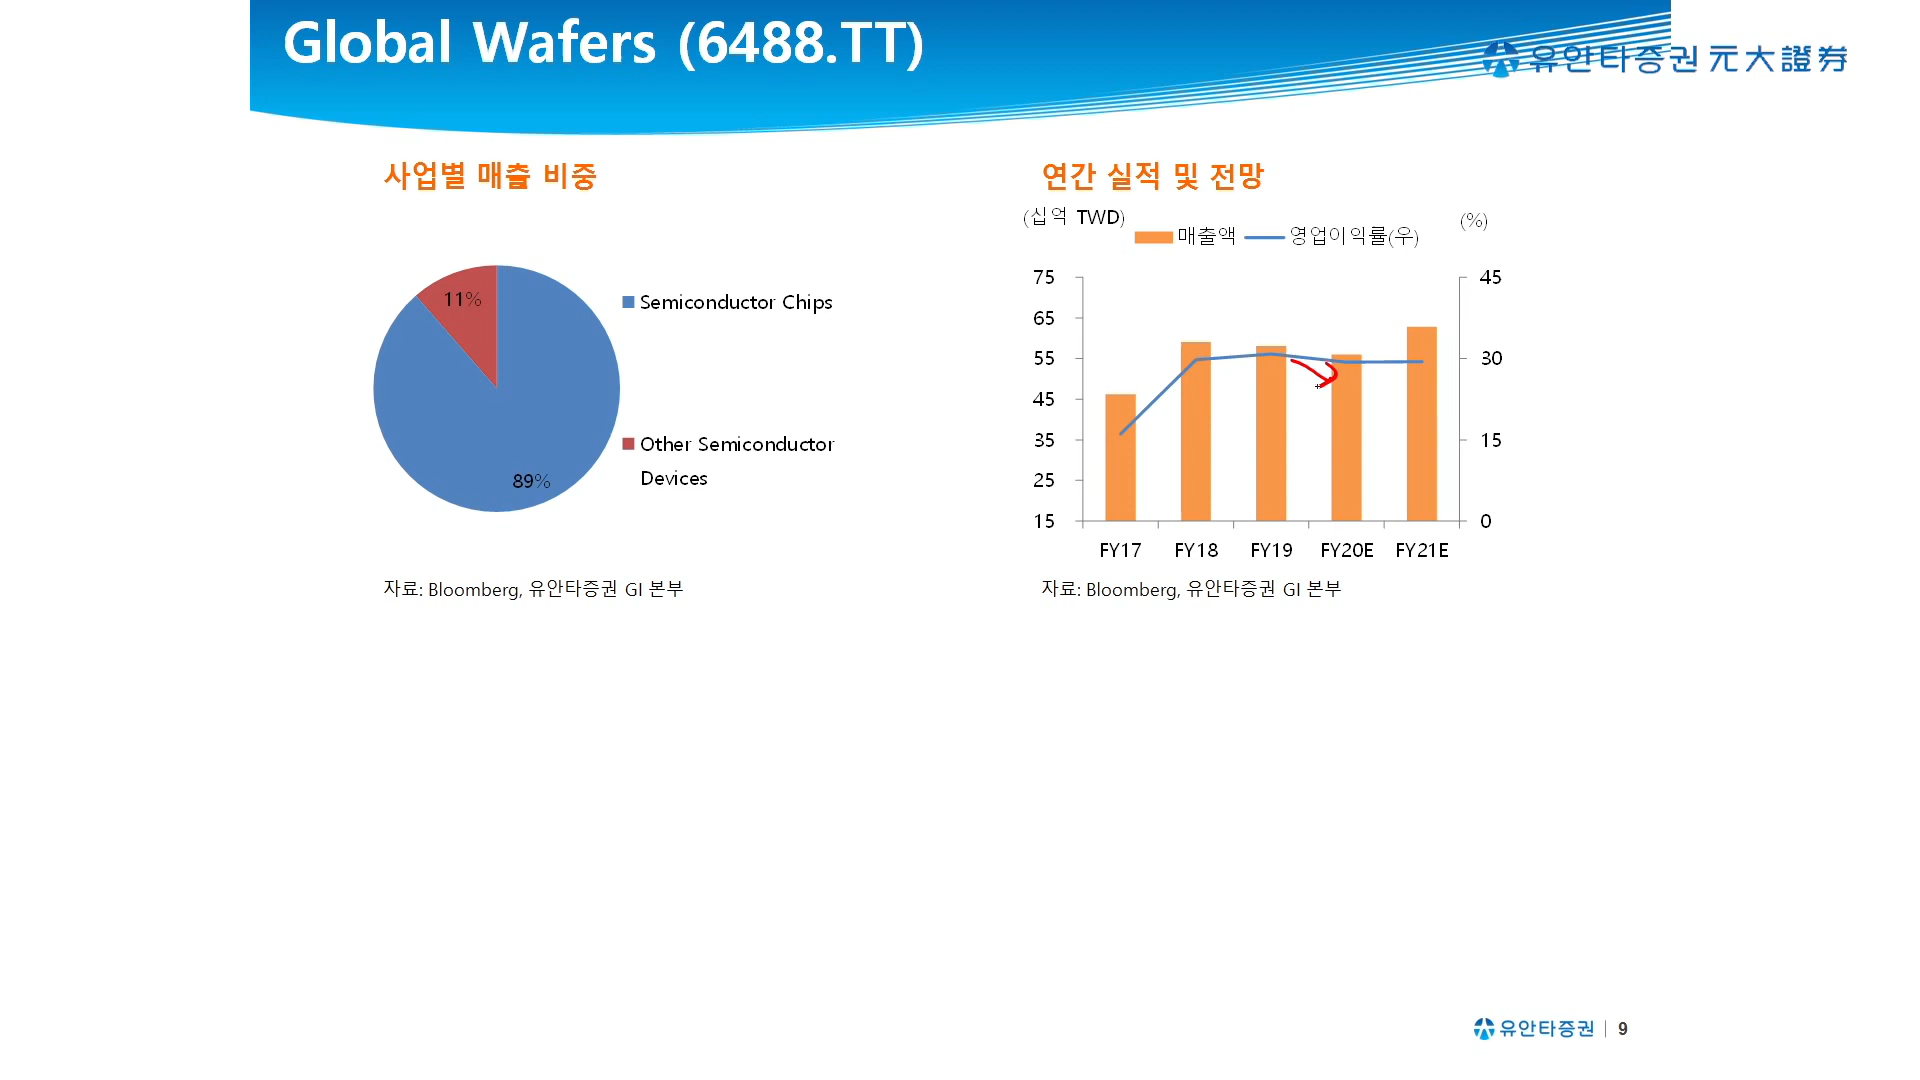 Global Wafers (6488.TT)
유안타증권 元大證券
사업별 매출 비중
11%
89%
Semiconductor Chips
Other Semiconductor
Devices
자료: Bloomberg, 유안타증권 GI 본부
연간 실적 및 전망
(십억 TWD)
(%)
매출액
영업이익률(우)
75
65
55
45
35
25
15
45
30
15
0
FY17 FY18 FY19 FY20E FY21E
자료: Bloomberg, 유안타증권 GI 본부
유안타증권 | 9